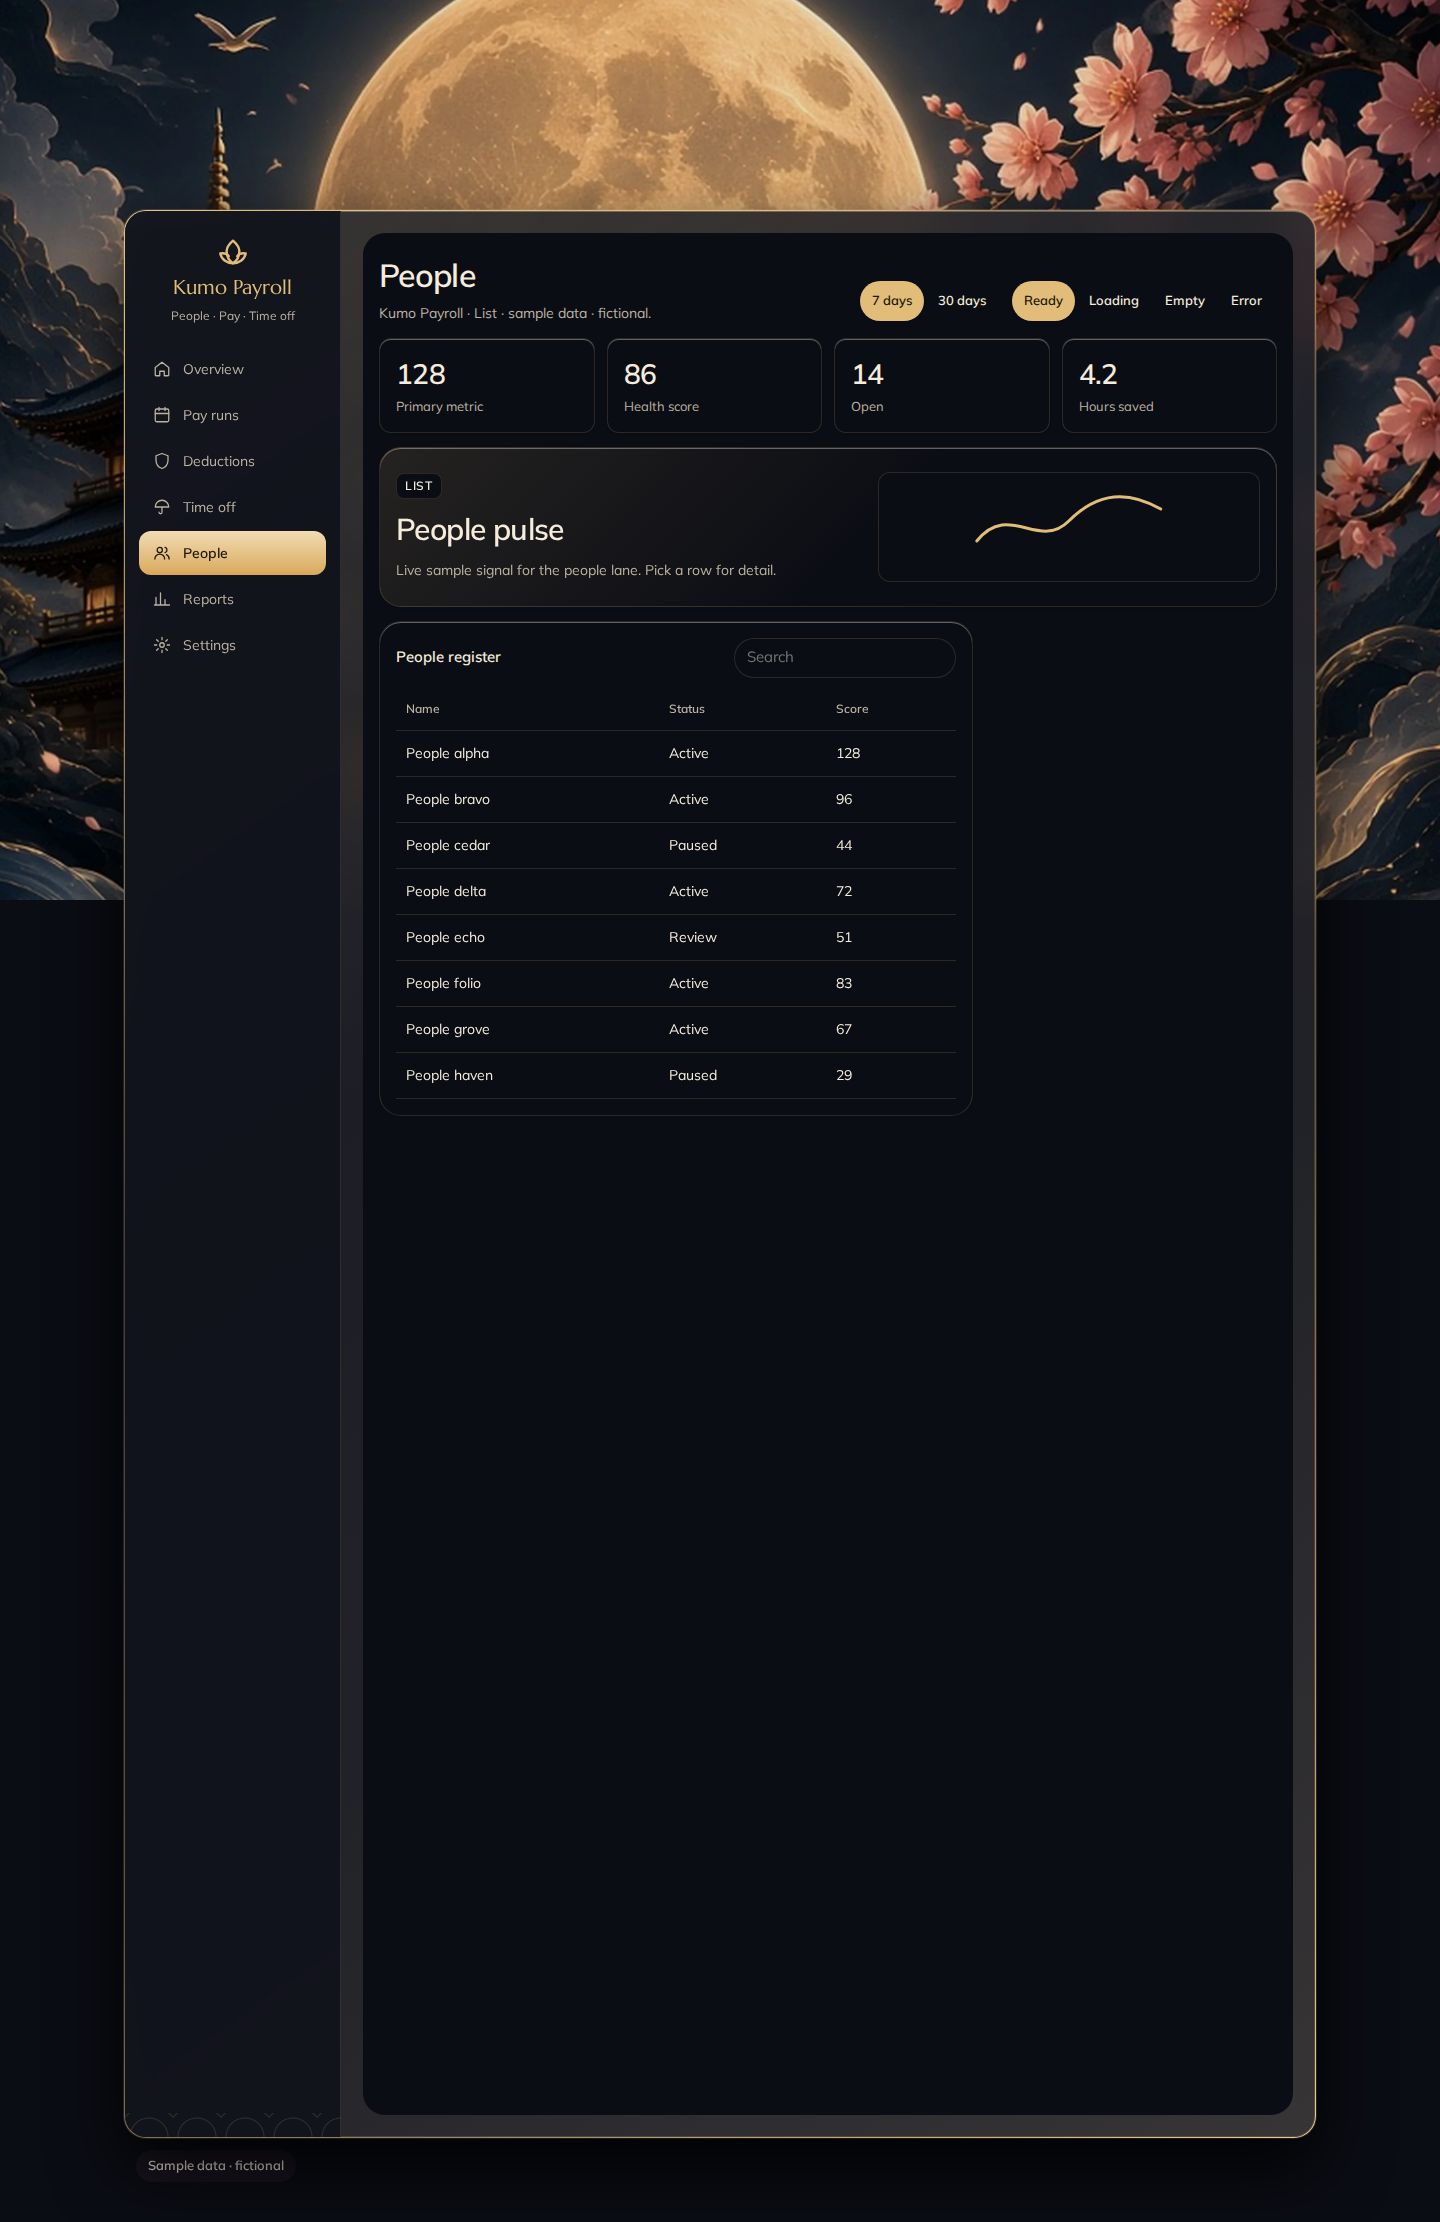 Kumo Payroll
People · Pay · Time off
Overview
Pay runs
Deductions
Time off
People
Reports
Settings
People
Kumo Payroll · List · sample data · fictional.
7 days
30 days
Ready
Loading
Empty
Error
128
Primary metric
86
Health score
14
Open
4.2
Hours saved
LIST
People pulse
Live sample signal for the people lane. Pick a row for detail.
People register
Search
Name Status Score
People alpha Active 128
People bravo Active 96
People cedar Paused 44
People delta Active 72
People echo Review 51
People folio Active 83
People grove Active 67
People haven Paused 29
Sample data · fictional